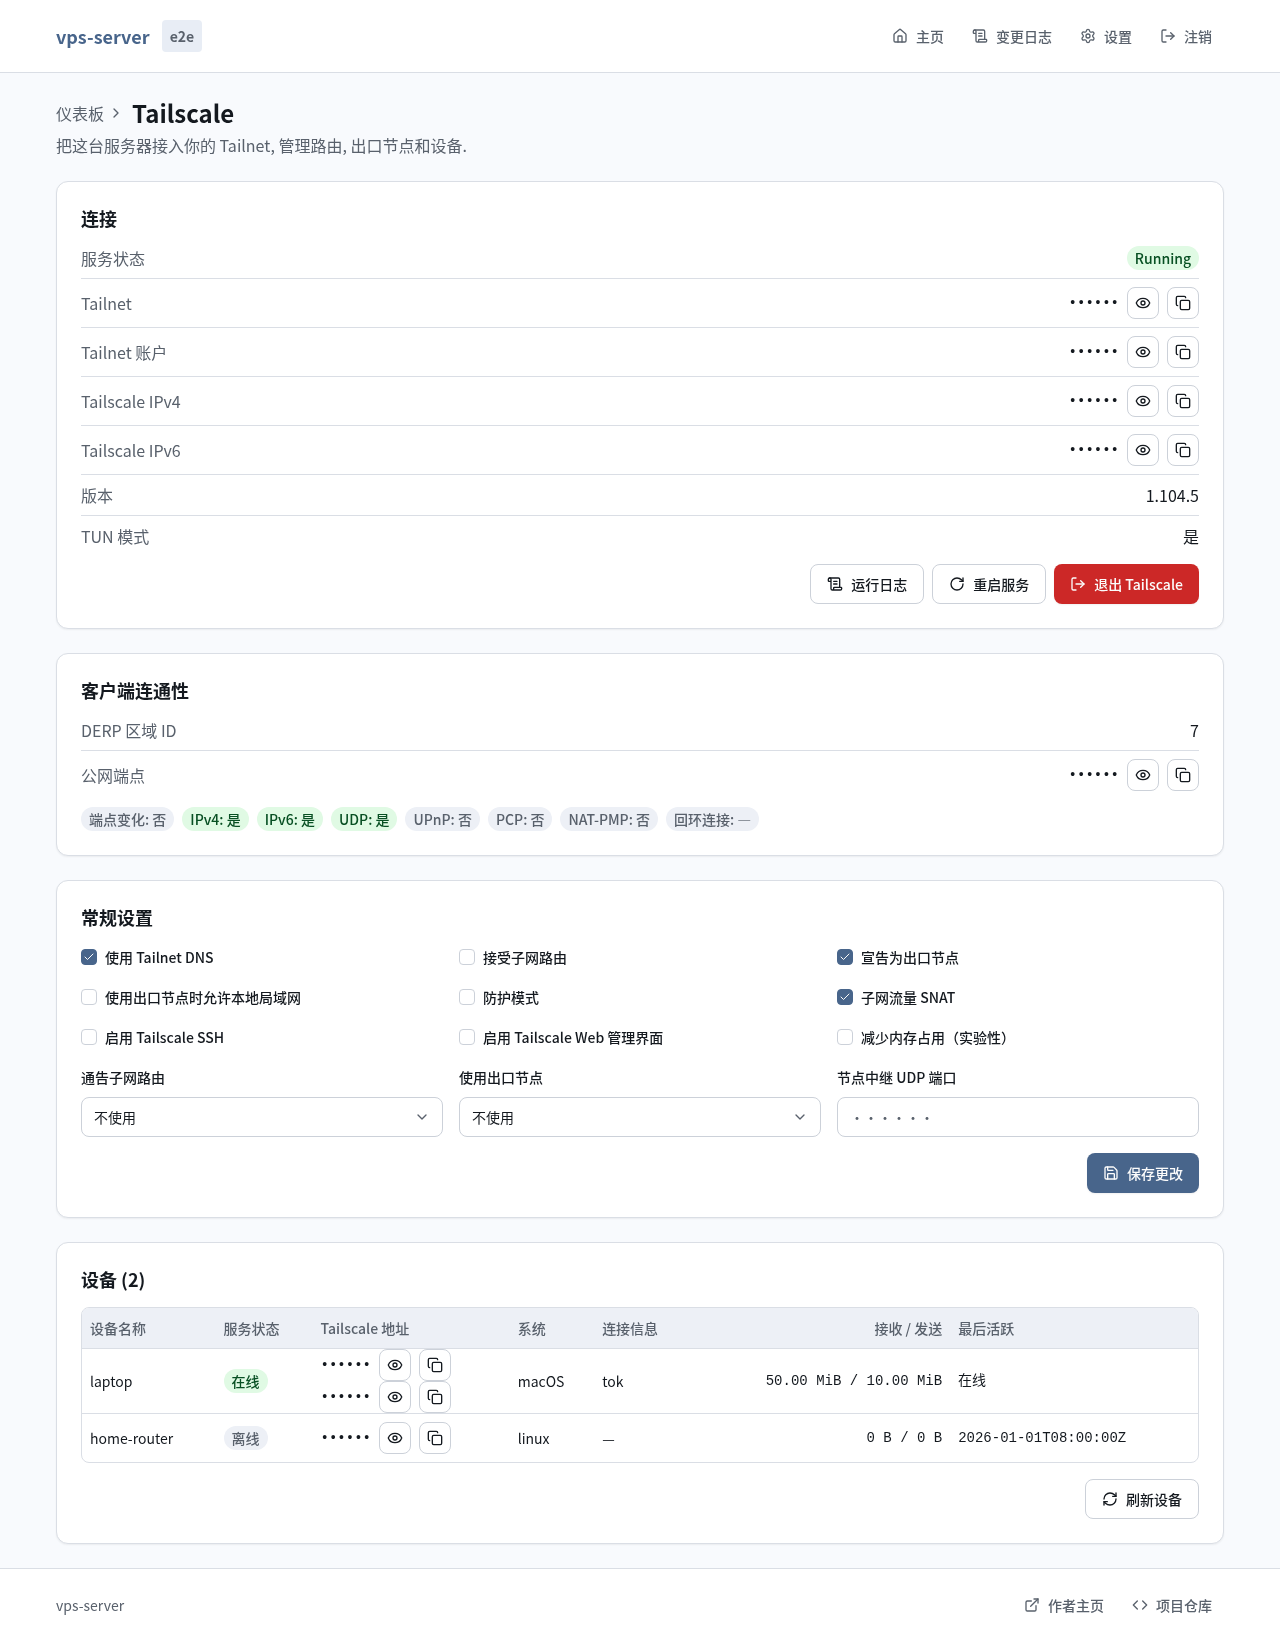 vps-server e2e 主页 变更日志 设置 注销
仪表板 Tailscale
把这台服务器接入你的 Tailnet, 管理路由, 出口节点和设备.
连接
服务状态 Running
Tailnet ••••••
Tailnet 账户 ••••••
Tailscale IPv4 ••••••
Tailscale IPv6 ••••••
版本 1.104.5
TUN 模式 是
运行日志 重启服务 退出 Tailscale
客户端连通性
DERP 区域 ID 7
公网端点 ••••••
端点变化: 否 IPv4: 是 IPv6: 是 UDP: 是 UPnP: 否 PCP: 否 NAT-PMP: 否 回环连接: —
常规设置
使用 Tailnet DNS 接受子网路由 宣告为出口节点
使用出口节点时允许本地局域网 防护模式 子网流量 SNAT
启用 Tailscale SSH 启用 Tailscale Web 管理界面 减少内存占用（实验性）
通告子网路由 使用出口节点 节点中继 UDP 端口
不使用 不使用 ••••••
保存更改
设备 (2)
设备名称 服务状态 Tailscale 地址 系统 连接信息 接收 / 发送 最后活跃
laptop 在线 •••••• •••••• macOS tok 50.00 MiB / 10.00 MiB 在线
home-router 离线 •••••• linux — 0 B / 0 B 2026-01-01T08:00:00Z
刷新设备
vps-server 作者主页 项目仓库